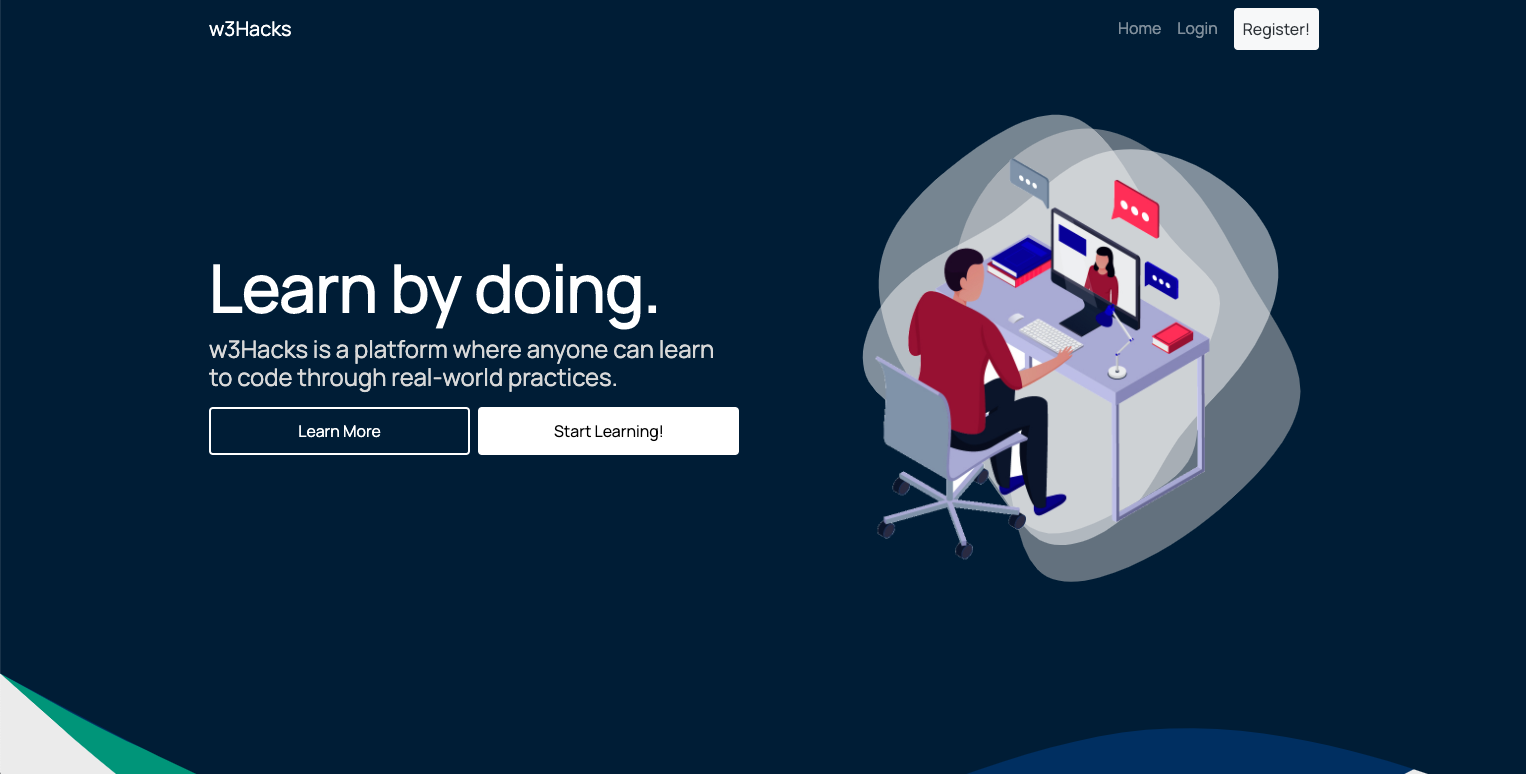 w3Hacks
Home
Login
Register!
Learn by doing.
w3Hacks is a platform where anyone can learn
to code through real-world practices.
Learn More
Start Learning!